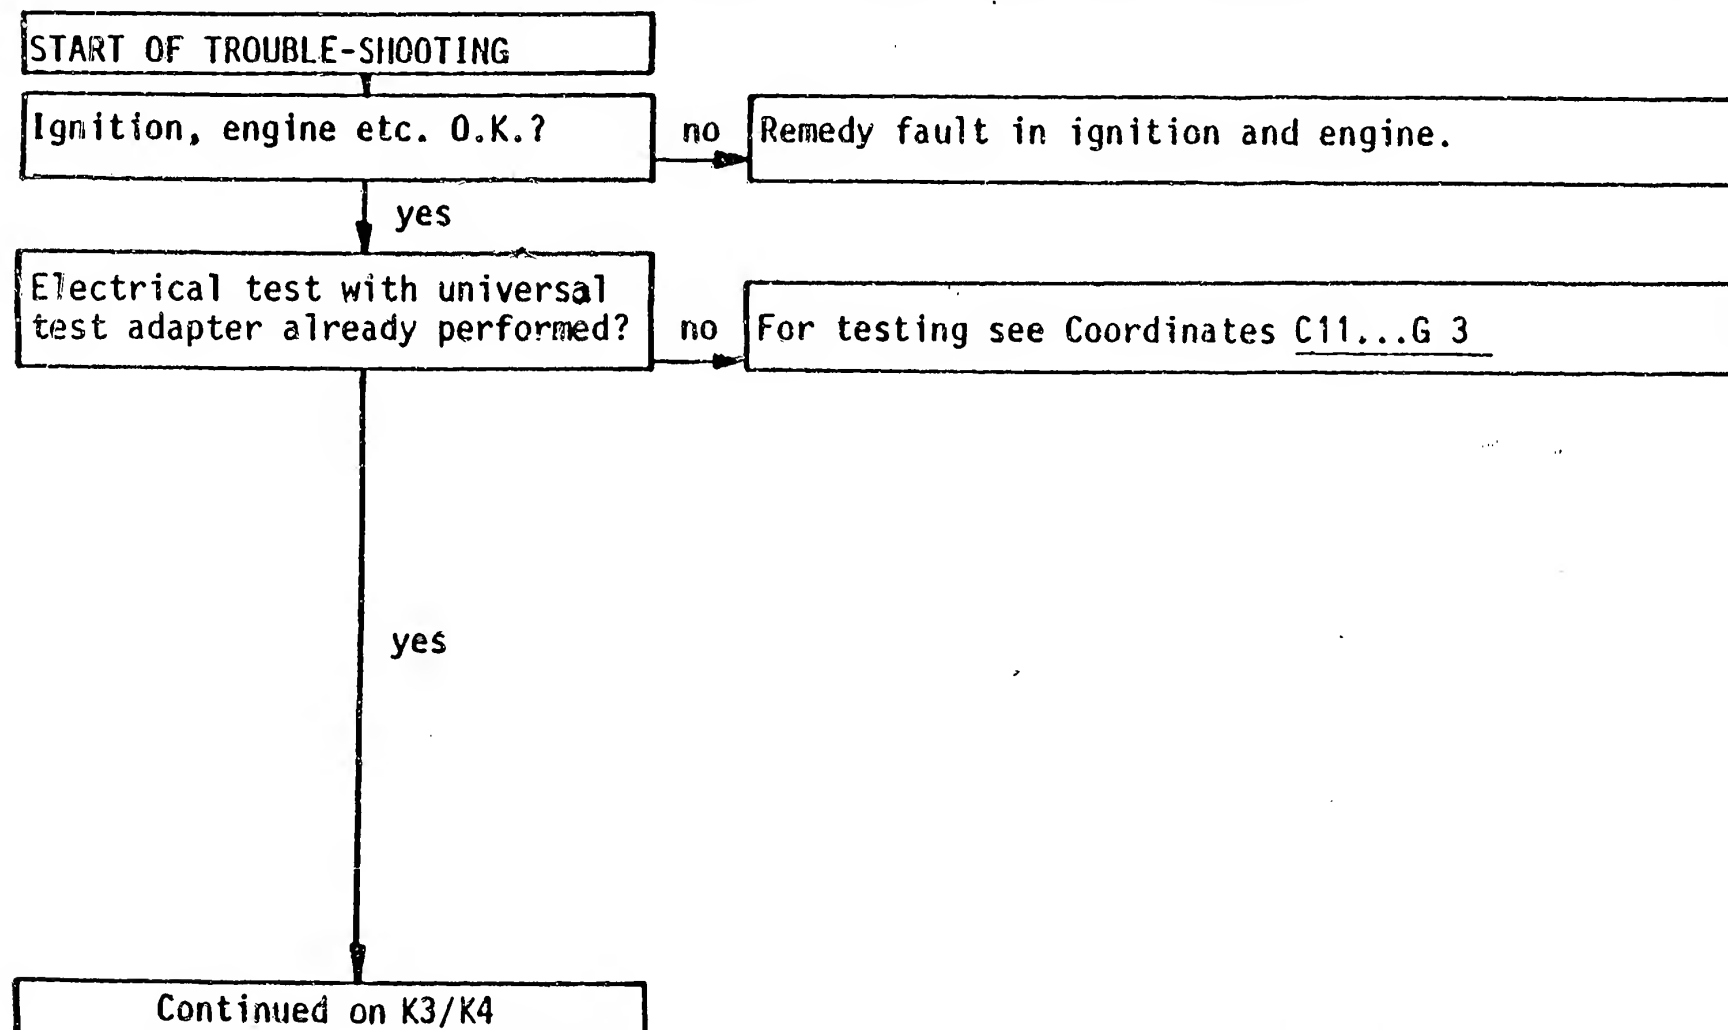 START OF TROUBLE-SHOOTING
Ignition, engine etc. O.K.?
no
Remedy fault in ignition and engine.
yes
Electrical test with universal
test adapter already performed?
no
For testing see Coordinates C11...G 3
yes
Continued on K3/K4